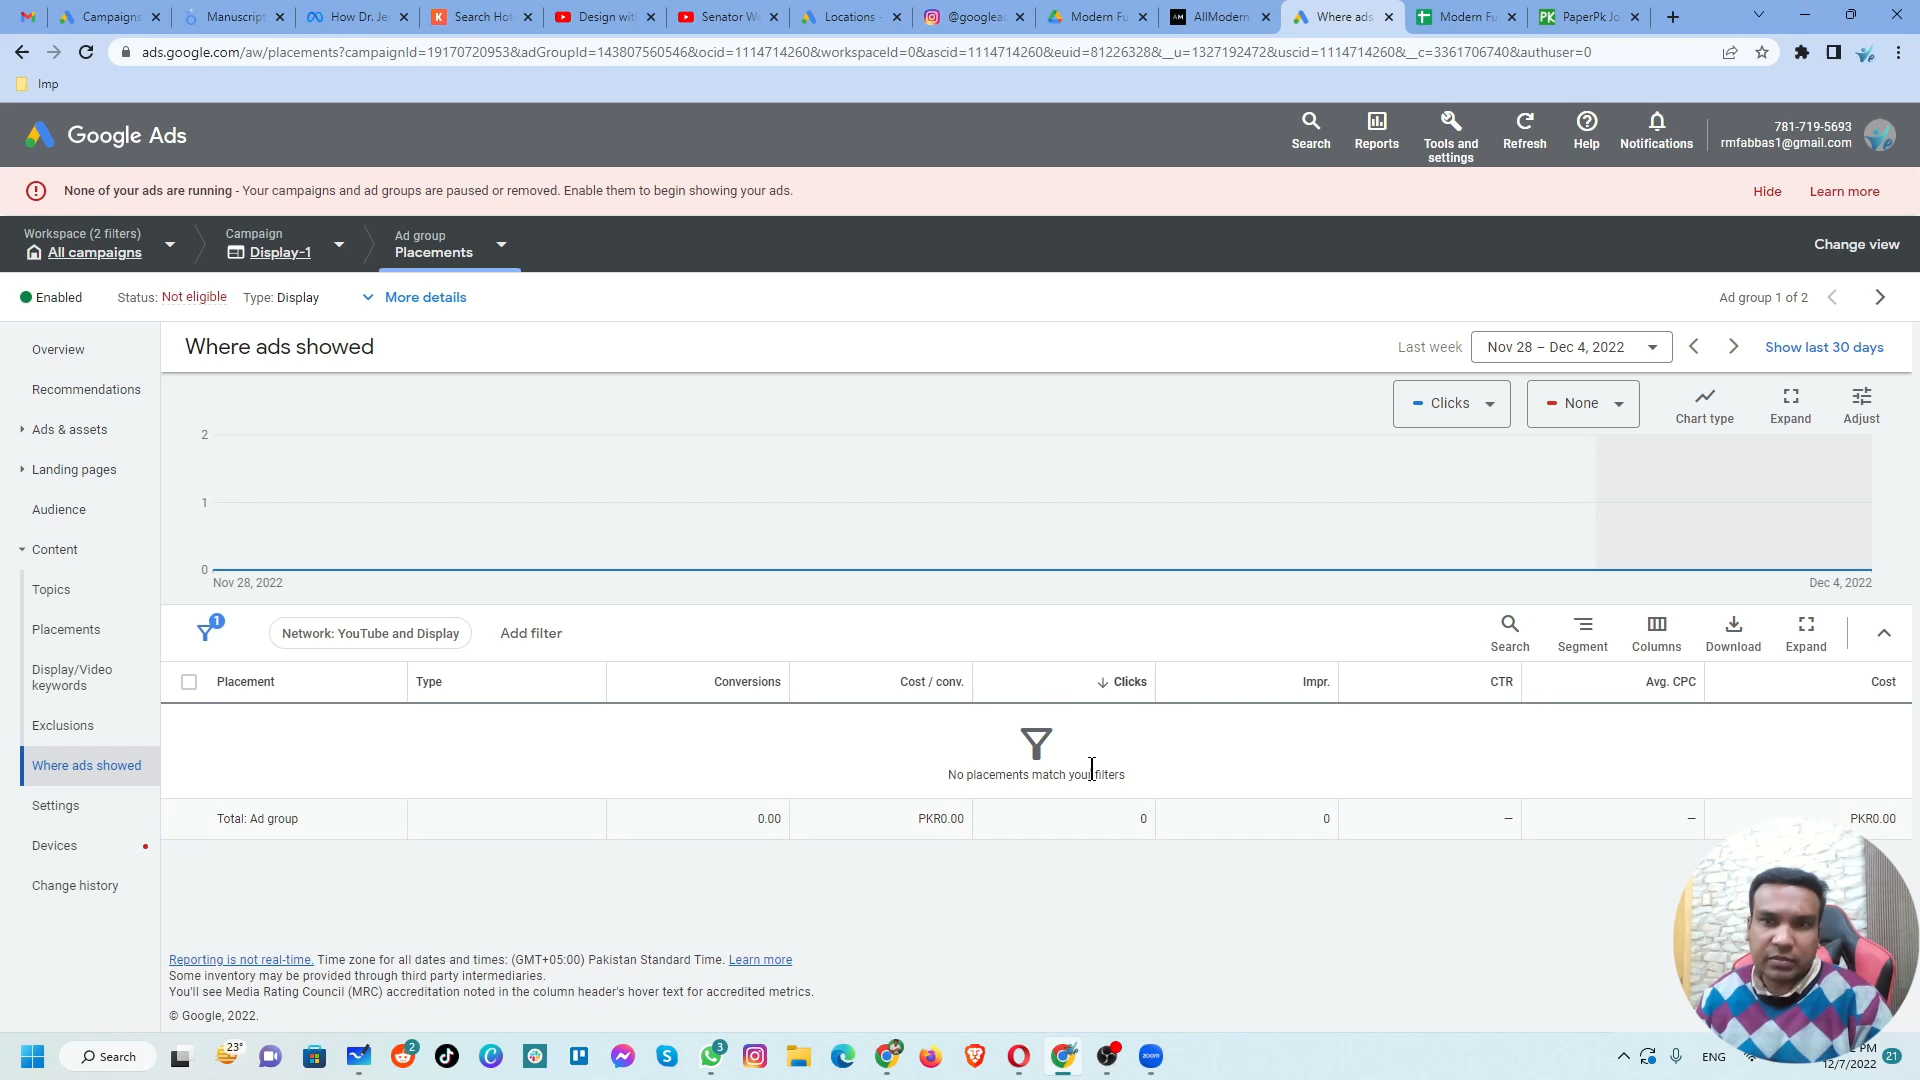 Campaigns
Manuscript
How Dr. Je
Search Hot
Design with
Senator We
Locations -
@googlead
Modern Fu
AllModern
Where ads
Modern Fu
PaperPk Jo
ads.google.com/aw/placements?campaignId=19170720953&adGroupId=143807560546&ocid=1114714260&workspaceId=0&ascid=1114714260&euid=81226328&__u=1327192472&uscid=1114714260&__c=3361706740&authuser=0
Imp
Google Ads
Search
Reports
Tools and
settings
Refresh
Help
Notifications
781-719-5693
rmfabbas1@gmail.com
None of your ads are running - Your campaigns and ad groups are paused or removed. Enable them to begin showing your ads.
Hide
Learn more
Workspace (2 filters)
All campaigns
Campaign
Display-1
Ad group
Placements
Change view
Enabled
Status: Not eligible
Type: Display
More details
Ad group 1 of 2
Overview
Recommendations
Ads & assets
Landing pages
Audience
Content
Topics
Placements
Display/Video
keywords
Exclusions
Where ads showed
Settings
Devices
Change history
Where ads showed
Last week
Nov 28 – Dec 4, 2022
Show last 30 days
Clicks
None
Chart type
Expand
Adjust
2
1
0
Nov 28, 2022
Dec 4, 2022
1
Network: YouTube and Display
Add filter
Search
Segment
Columns
Download
Expand
Placement
Type
Conversions
Cost / conv.
Clicks
Impr.
CTR
Avg. CPC
Cost
No placements match your filters
Total: Ad group
0.00
PKR0.00
0
0
–
–
PKR0.00
Reporting is not real-time. Time zone for all dates and times: (GMT+05:00) Pakistan Standard Time. Learn more
Some inventory may be provided through third party intermediaries.
You'll see Media Rating Council (MRC) accreditation noted in the column header's hover text for accredited metrics.
© Google, 2022.
Search
23°
2
3
zoom
ENG
PM
12/7/2022
21